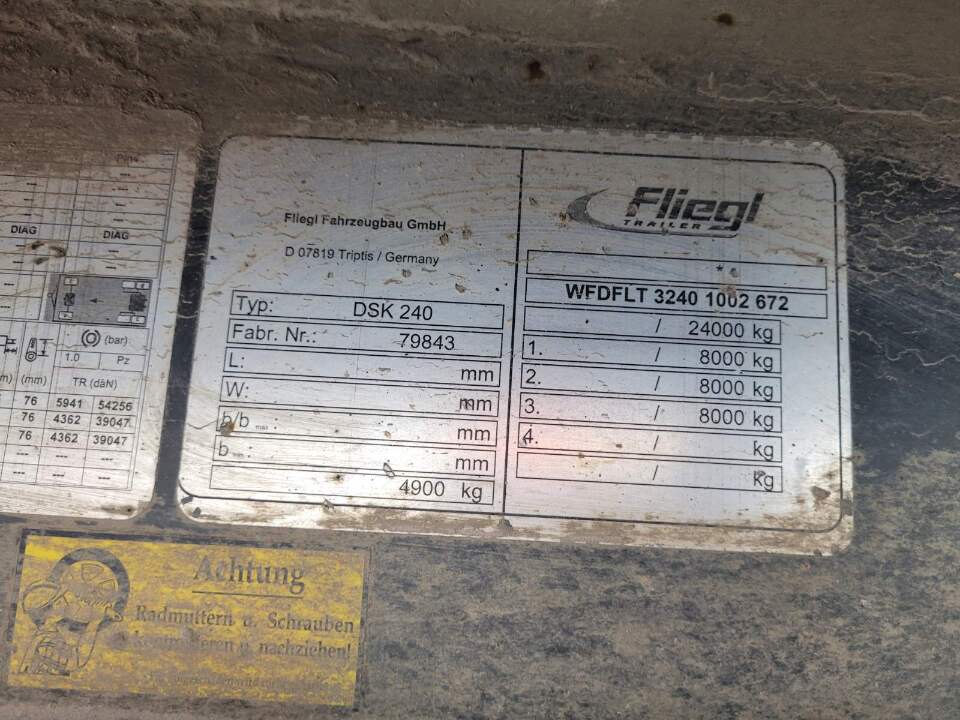 DIAG
DIAG
(bar)
1.0 Pz
(mm) TR (daN)
76 5941 54256
76 4362 39047
76 4362 39047
Fliegl Fahrzeugbau GmbH
D 07819 Triptis / Germany
Typ: DSK 240
Fabr. Nr.: 79843
L: mm
W: mm
b/b mm
b mm
4900 kg
Fliegl
TRAILER
*
WFDFLT 3240 1002 672
/ 24000 kg
1. / 8000 kg
2. / 8000 kg
3. / 8000 kg
4. / kg
/ kg
Achtung
Radmuttern u. Schrauben
kontrollieren u. nachziehen!